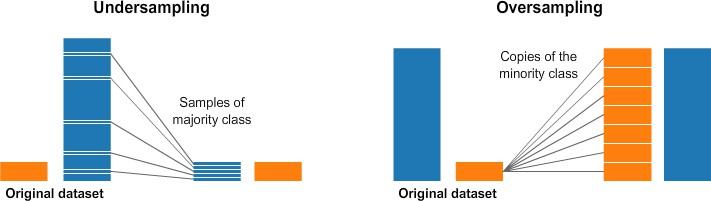 Undersampling
Samples of
majority class
Original dataset
Oversampling
Copies of the
minority class
Original dataset